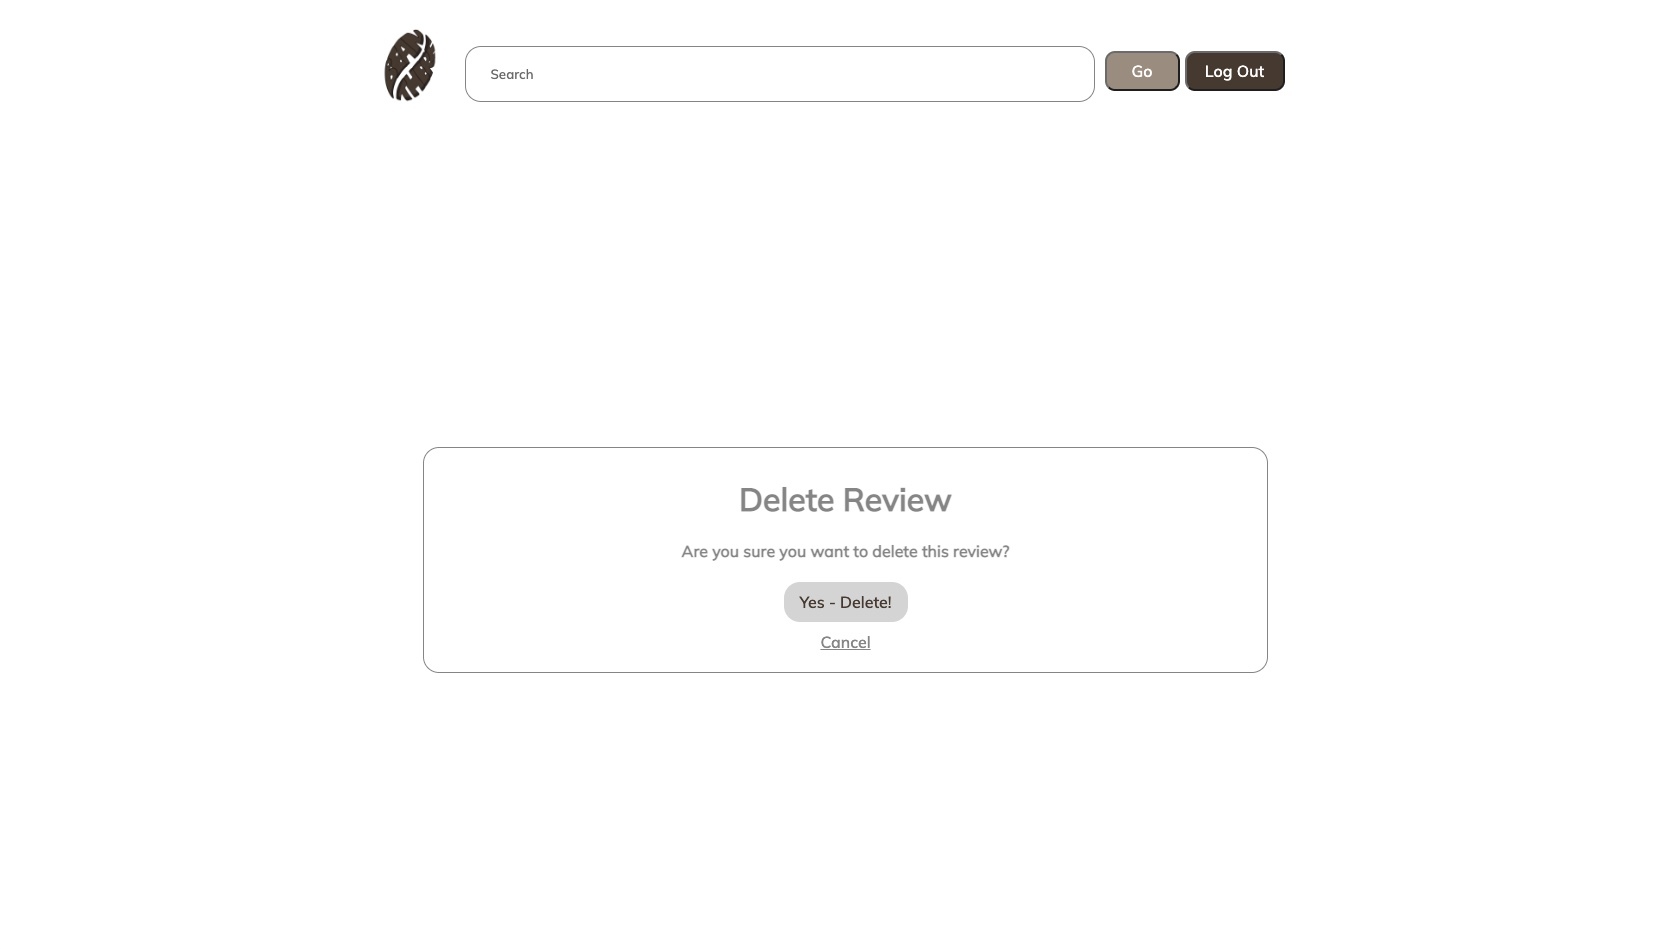 Search
Go
Log Out
Delete Review
Are you sure you want to delete this review?
Yes - Delete!
Cancel